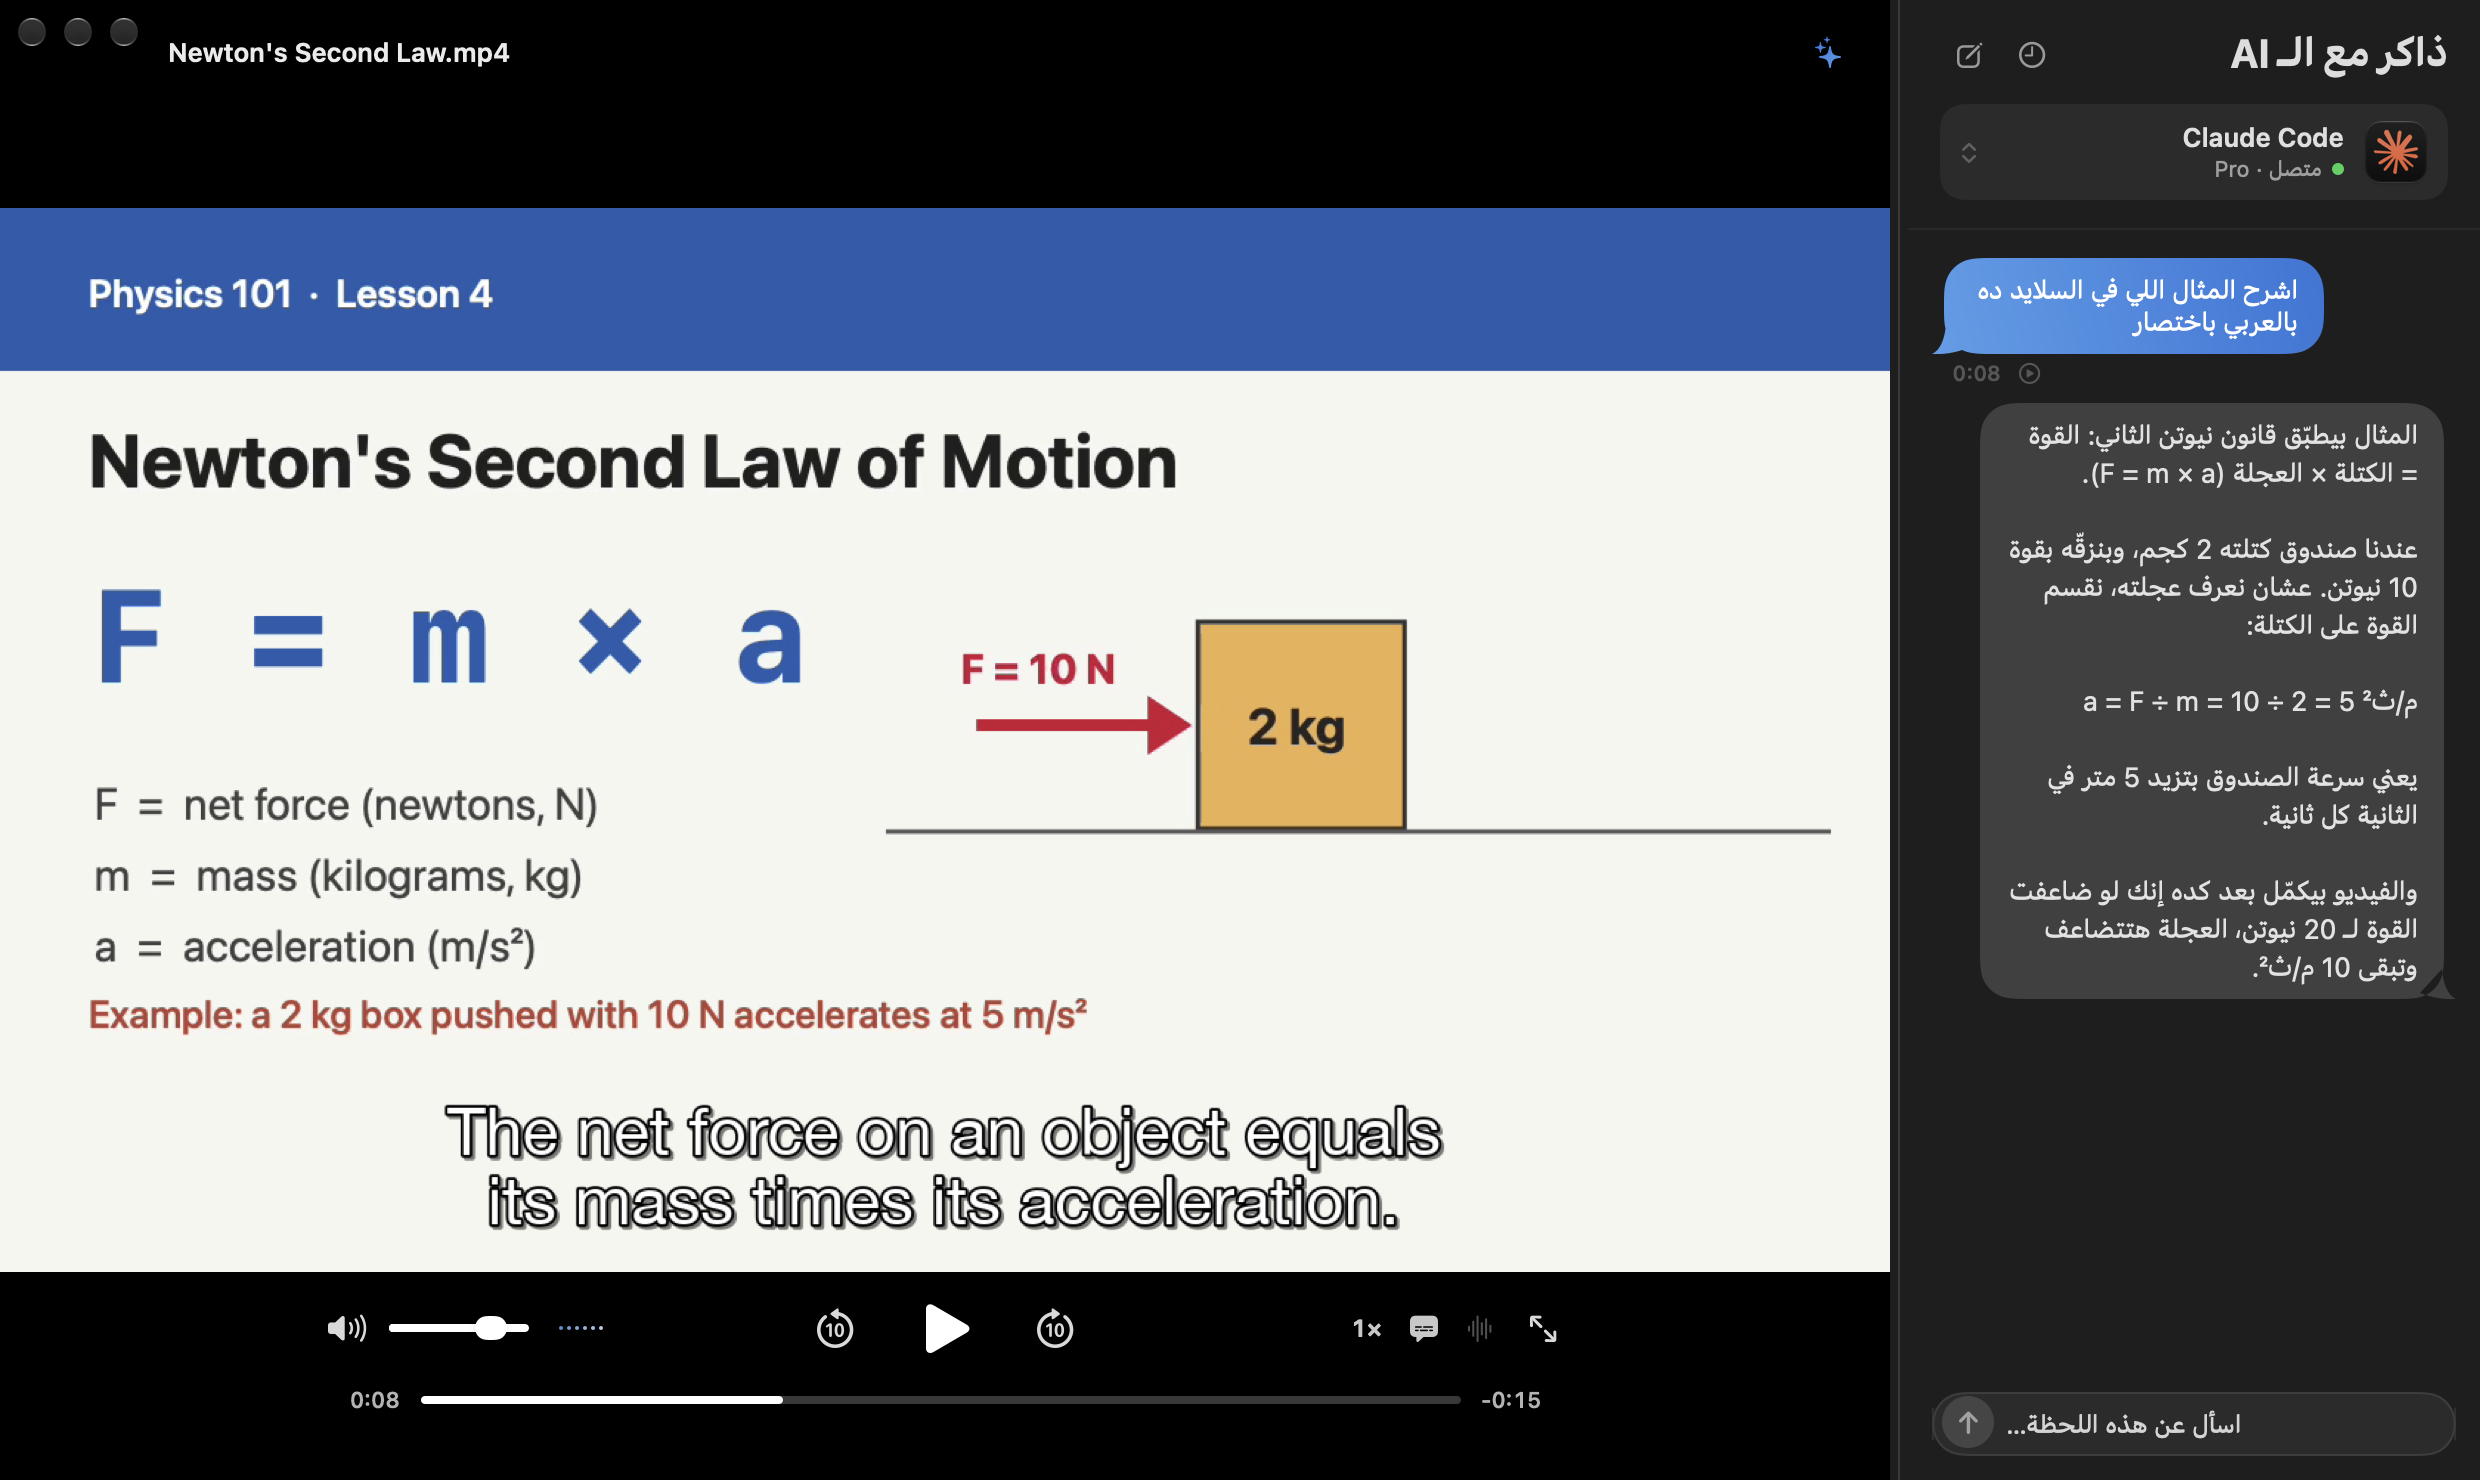 Newton's Second Law.mp4
Physics 101 · Lesson 4
Newton's Second Law of Motion
F = m × a
F = 10 N
2 kg
F = net force (newtons, N)
m = mass (kilograms, kg)
a = acceleration (m/s²)
Example: a 2 kg box pushed with 10 N accelerates at 5 m/s²
The net force on an object equals
its mass times its acceleration.
10
10
1×
0:08
-0:15
ذاكر مع الـ AI
Claude Code
متصل · Pro
اشرح المثال اللي في السلايد ده
بالعربي باختصار
0:08
المثال بيطبّق قانون نيوتن الثاني: القوة
= الكتلة × العجلة (F = m × a).
عندنا صندوق كتلته 2 كجم، وبنزقّه بقوة
10 نيوتن. عشان نعرف عجلته، نقسم
القوة على الكتلة:
a = F ÷ m = 10 ÷ 2 = 5 م/ث²
يعني سرعة الصندوق بتزيد 5 متر في
الثانية كل ثانية.
والفيديو بيكمّل بعد كده إنك لو ضاعفت
القوة لـ 20 نيوتن، العجلة هتتضاعف
وتبقى 10 م/ث².
اسأل عن هذه اللحظة...